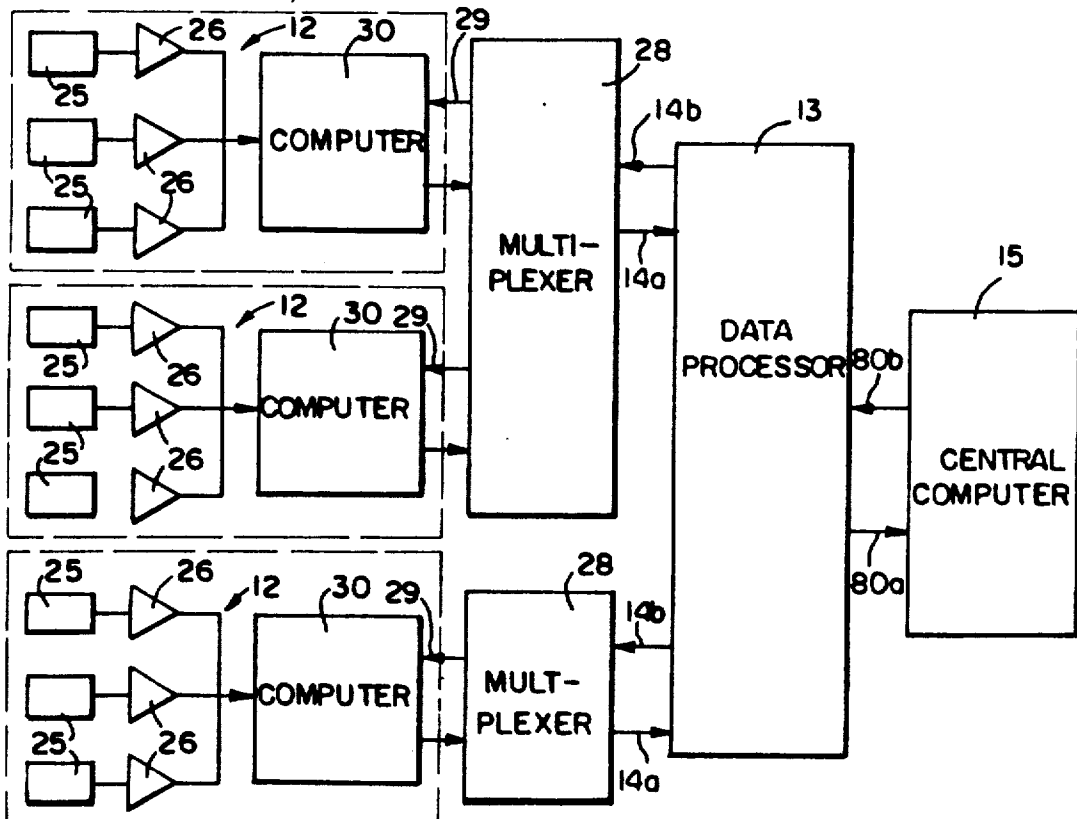 26
12
30
29
28
25
COMPUTER
14b
13
26
25
26
MULTI-
PLEXER
14a
15
12
30
29
25
26
DATA
PROCESSOR
80b
COMPUTER
25
26
26
CENTRAL
COMPUTER
80a
25
26
12
30
29
28
14b
COMPUTER
MULT-
PLEXER
26
25
25
26
14a